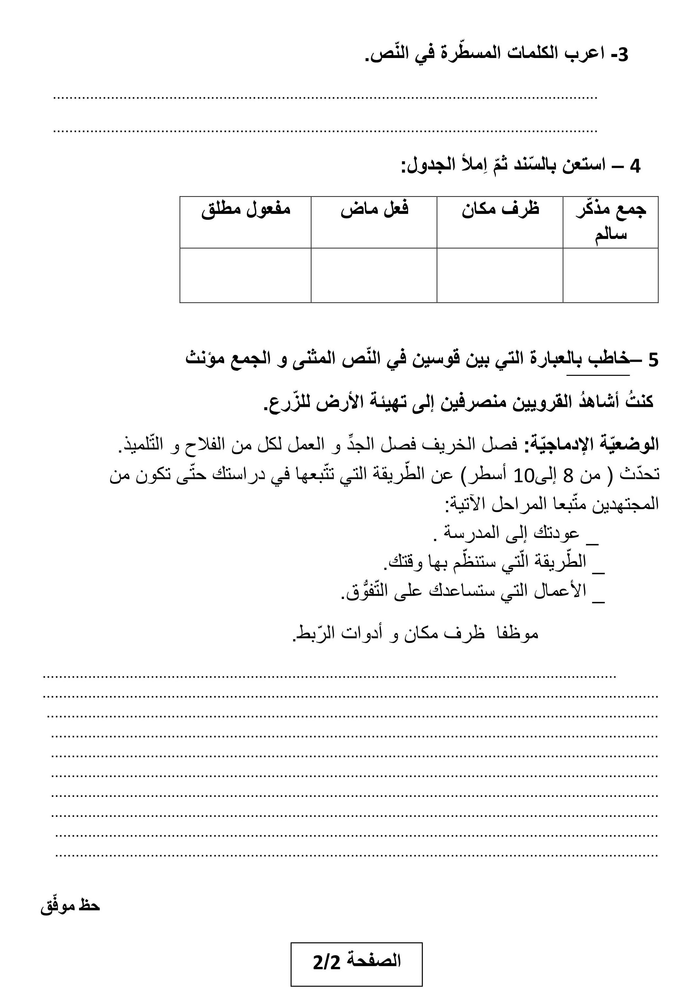 3- اعرب الكلمات المسطّرة في النّص.
................................................................
................................................................
4 – استعن بالسّند ثمّ اِملأ الجدول:
جمع مذكّر سالم	ظرف مكان	فعل ماض	مفعول مطلق
5 –خاطب بالعبارة التي بين قوسين في النّص المثنى و الجمع مؤنث
كنتُ أشاهدُ القرويين منصرفين إلى تهيئة الأرض للزّرع.
الوضعيّة الإدماجيّة: فصل الخريف فصل الجدِّ و العمل لكل من الفلاح و التّلميذ.
تحدّث ( من 8 إلى10 أسطر) عن الطّريقة التي تتّبعها في دراستك حتّى تكون من
المجتهدين متّبعا المراحل الآتية:
_ عودتك إلى المدرسة .
_ الطّريقة الّتي ستنظّم بها وقتك.
_ الأعمال التي ستساعدك على التّفوُّق.
موظفا ظرف مكان و أدوات الرّبط.
................................................................
................................................................
................................................................
................................................................
................................................................
................................................................
................................................................
................................................................
................................................................
................................................................
حظ موفّق
الصفحة 2/2